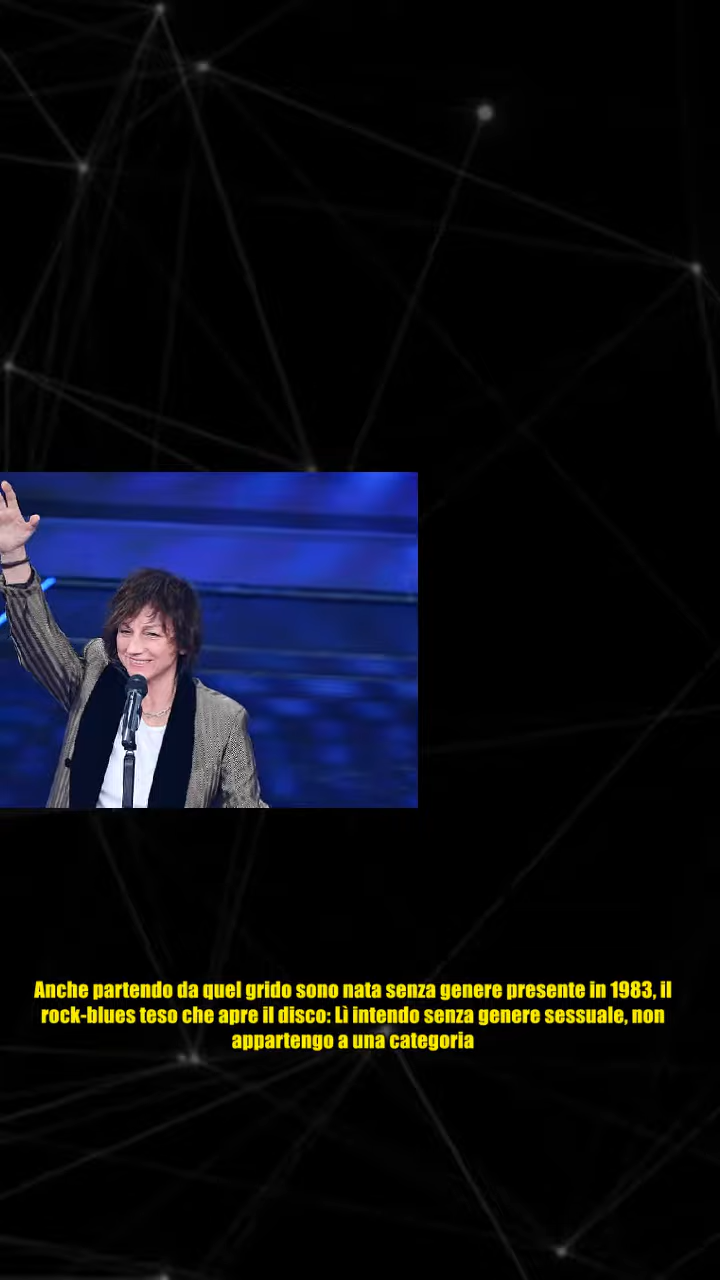 Anche partendo da quel grido sono nata senza genere presente in 1983, il
rock-blues teso che apre il disco: Lì intendo senza genere sessuale, non
appartengo a una categoria